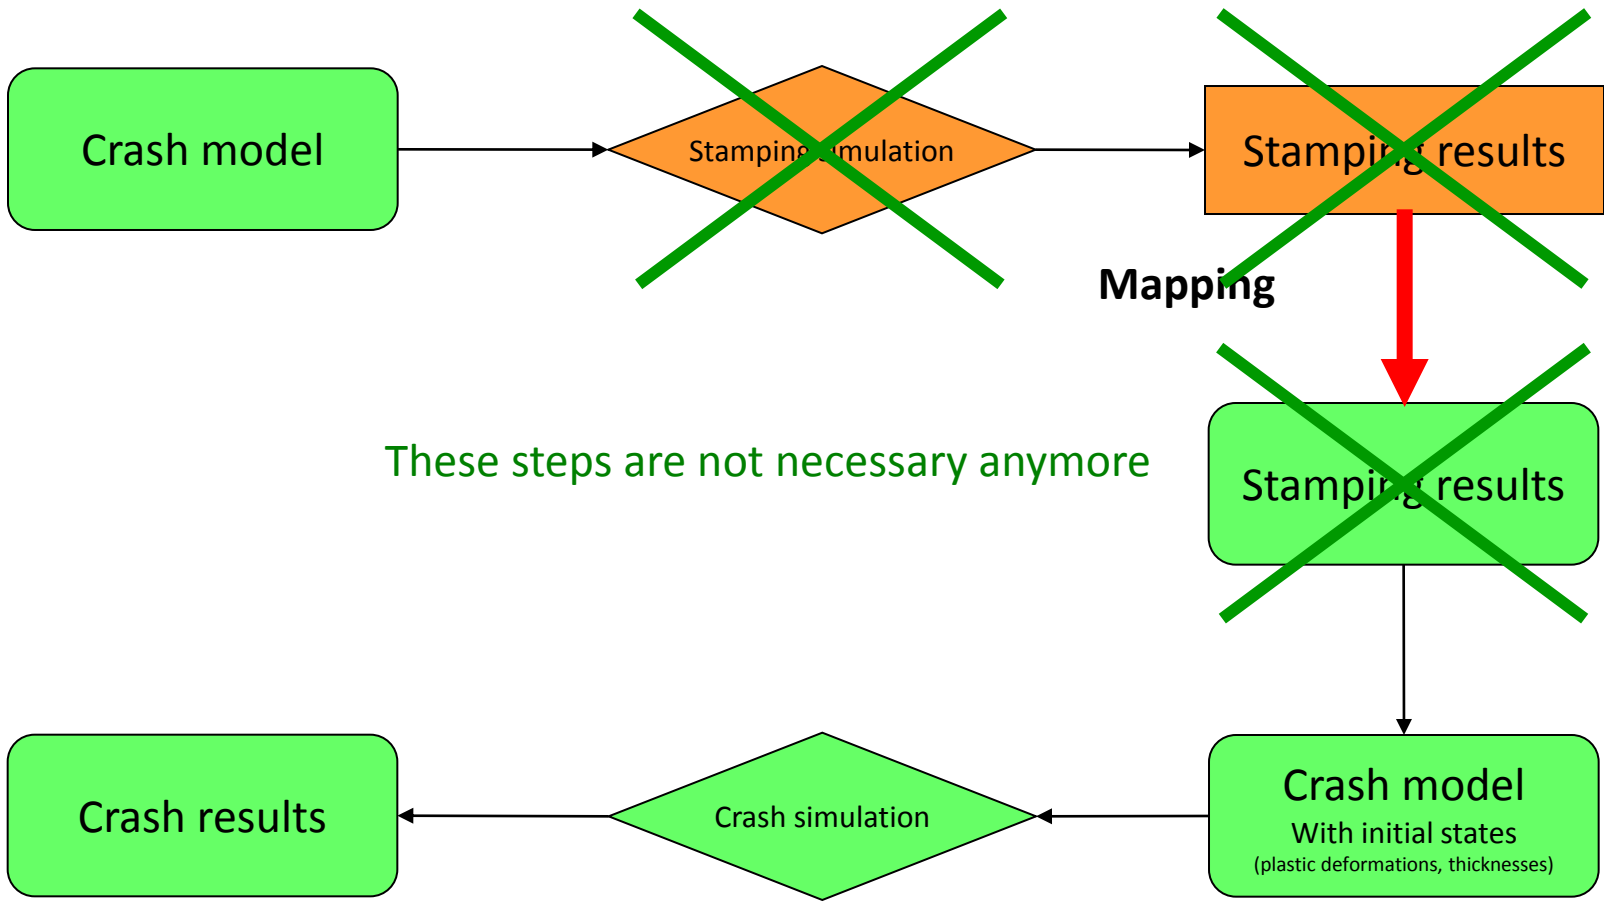 Crash model
Stamping simulation
Stamping results
Mapping
These steps are not necessary anymore
Stamping results
Crash results
Crash simulation
Crash model
With initial states
(plastic deformations, thicknesses)